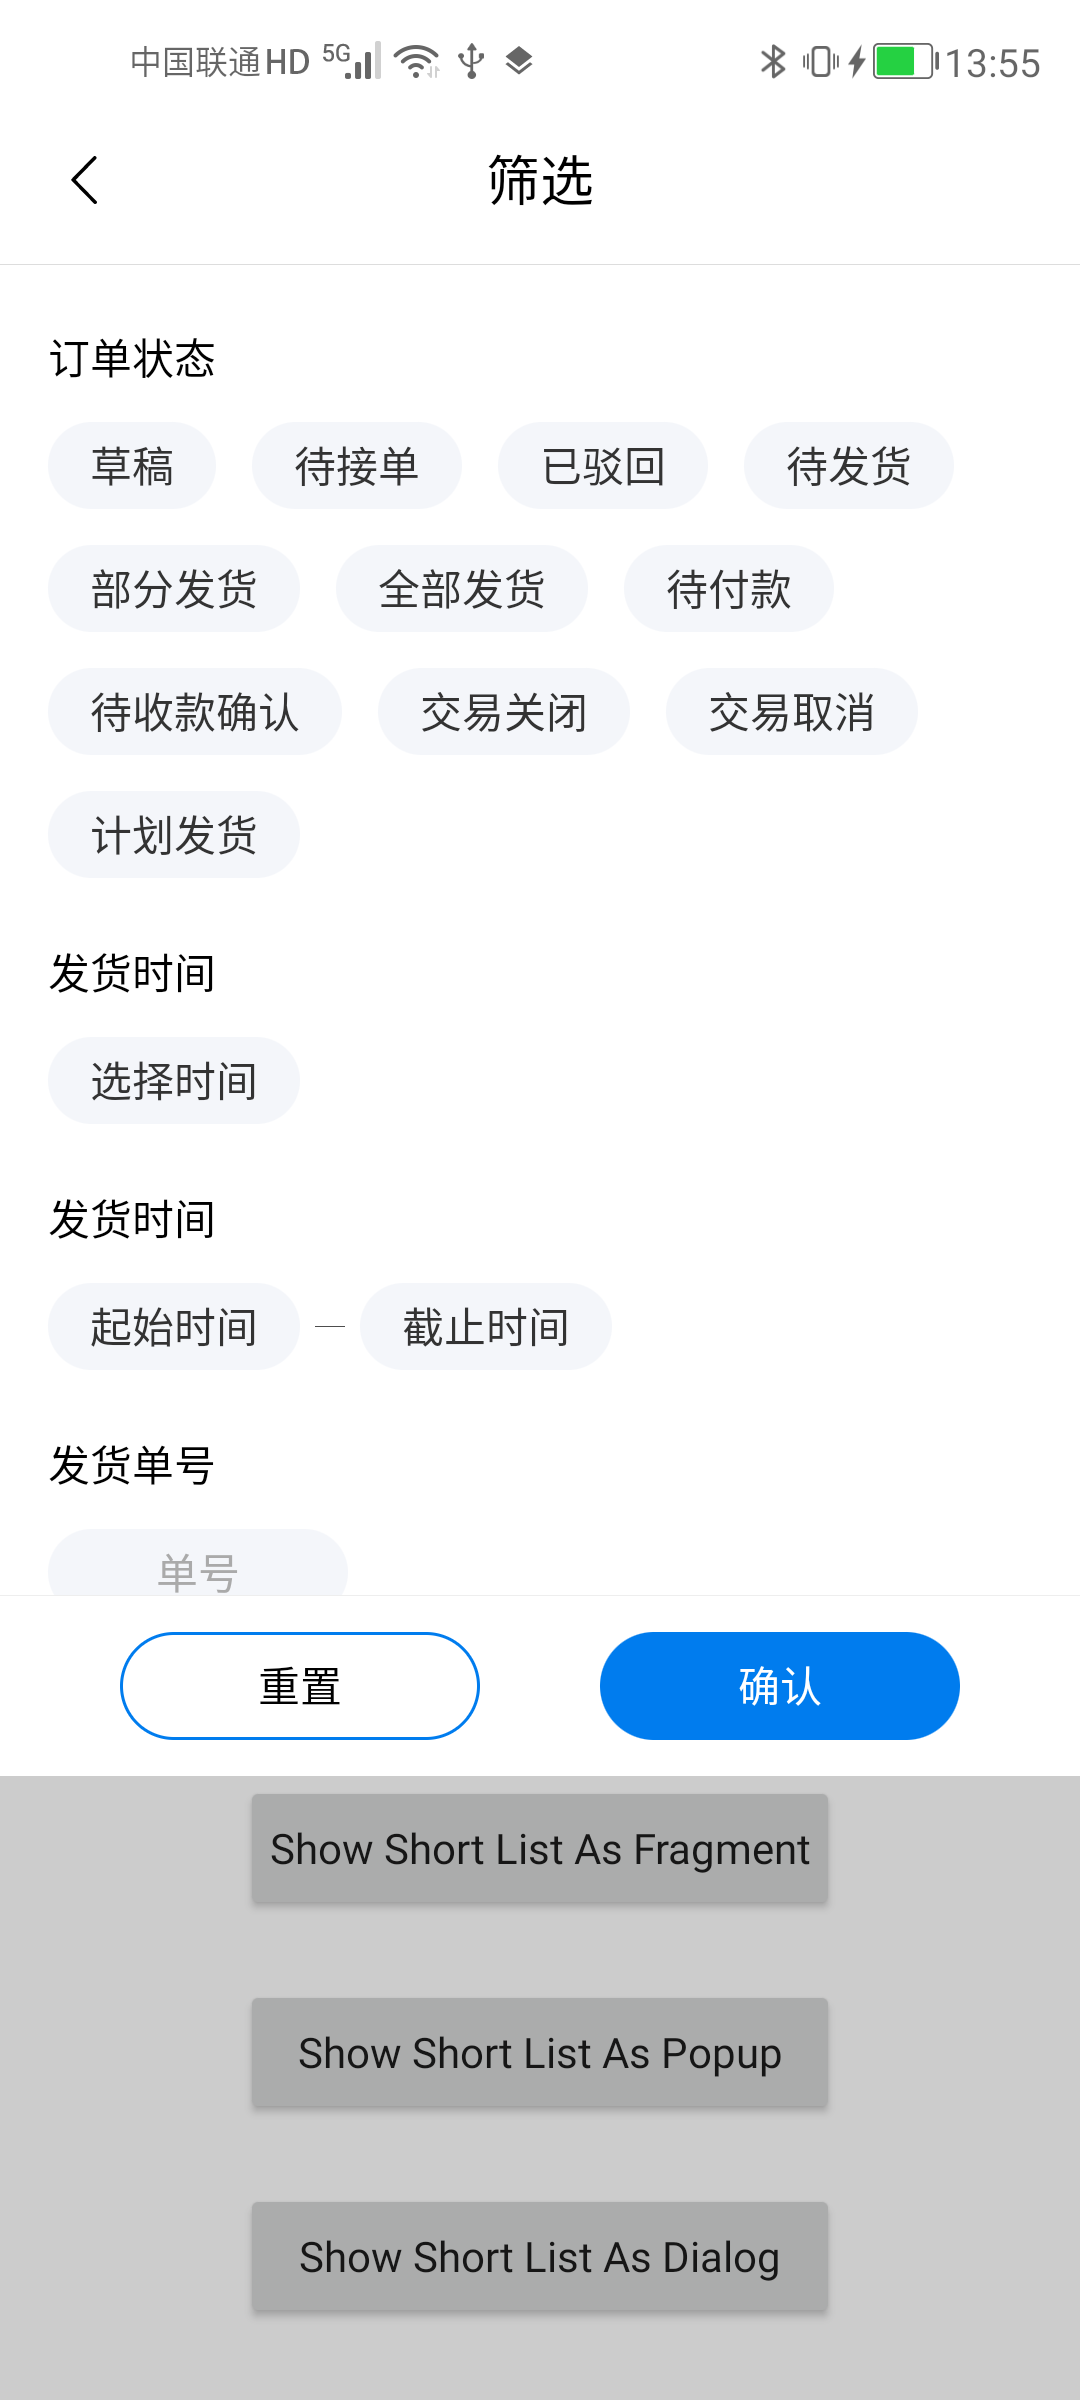 中国联通HD 5G 13:55
筛选
订单状态
草稿 待接单 已驳回 待发货
部分发货 全部发货 待付款
待收款确认 交易关闭 交易取消
计划发货
发货时间
选择时间
发货时间
起始时间 — 截止时间
发货单号
单号
重置 确认
Show Short List As Fragment
Show Short List As Popup
Show Short List As Dialog